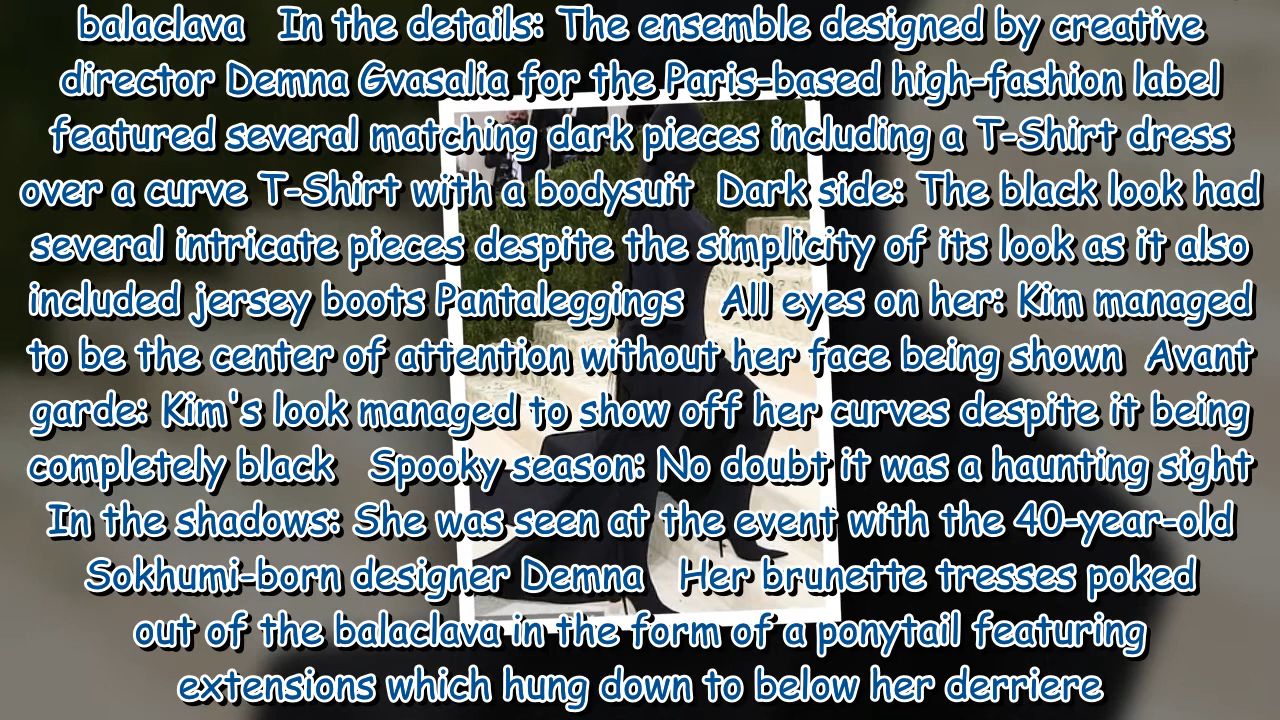 balaclava In the details: The ensemble designed by creative
director Demna Gvasalia for the Paris-based high-fashion label
featured several matching dark pieces including a T-Shirt dress
over a curve T-Shirt with a bodysuit Dark side: The black look had
several intricate pieces despite the simplicity of its look as it also
included jersey boots Pantaleggings All eyes on her: Kim managed
to be the center of attention without her face being shown Avant
garde: Kim's look managed to show off her curves despite it being
completely black Spooky season: No doubt it was a haunting sight
In the shadows: She was seen at the event with the 40-year-old
Sokhumi-born designer Demna Her brunette tresses poked
out of the balaclava in the form of a ponytail featuring
extensions which hung down to below her derriere